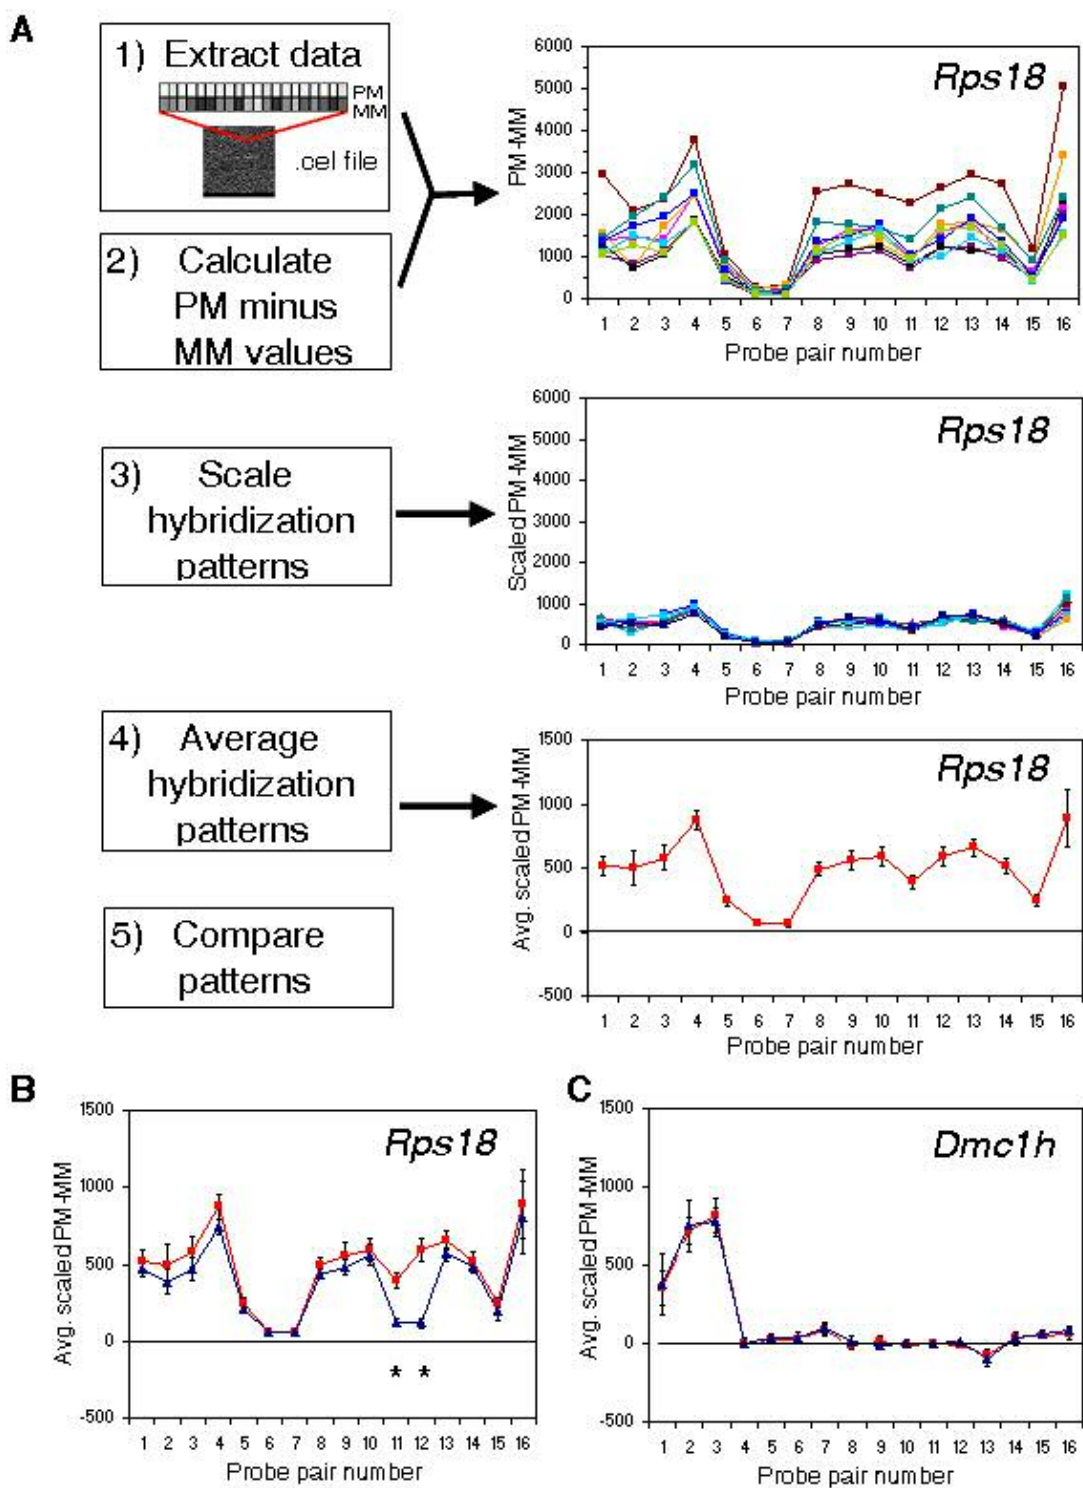 A
1) Extract data
PM
MM
.cel file
2) Calculate
PM minus
MM values
6000
5000
4000
3000
2000
1000
0
PM-MM
Rps18
1 2 3 4 5 6 7 8 9 10 11 12 13 14 15 16
Probe pair number
3) Scale
hybridization
patterns
6000
5000
4000
3000
2000
1000
0
Scaled PM-MM
Rps18
1 2 3 4 5 6 7 8 9 10 11 12 13 14 15 16
Probe pair number
4) Average
hybridization
patterns
5) Compare
patterns
1500
1000
500
0
-500
Avg. scaled PM-MM
Rps18
1 2 3 4 5 6 7 8 9 10 11 12 13 14 15 16
Probe pair number
B
1500
1000
500
0
-500
Avg. scaled PM-MM
Rps18
* *
1 2 3 4 5 6 7 8 9 10 11 12 13 14 15 16
Probe pair number
C
1500
1000
500
0
-500
Avg. scaled PM-MM
Dmc1h
1 2 3 4 5 6 7 8 9 10 11 12 13 14 15 16
Probe pair number